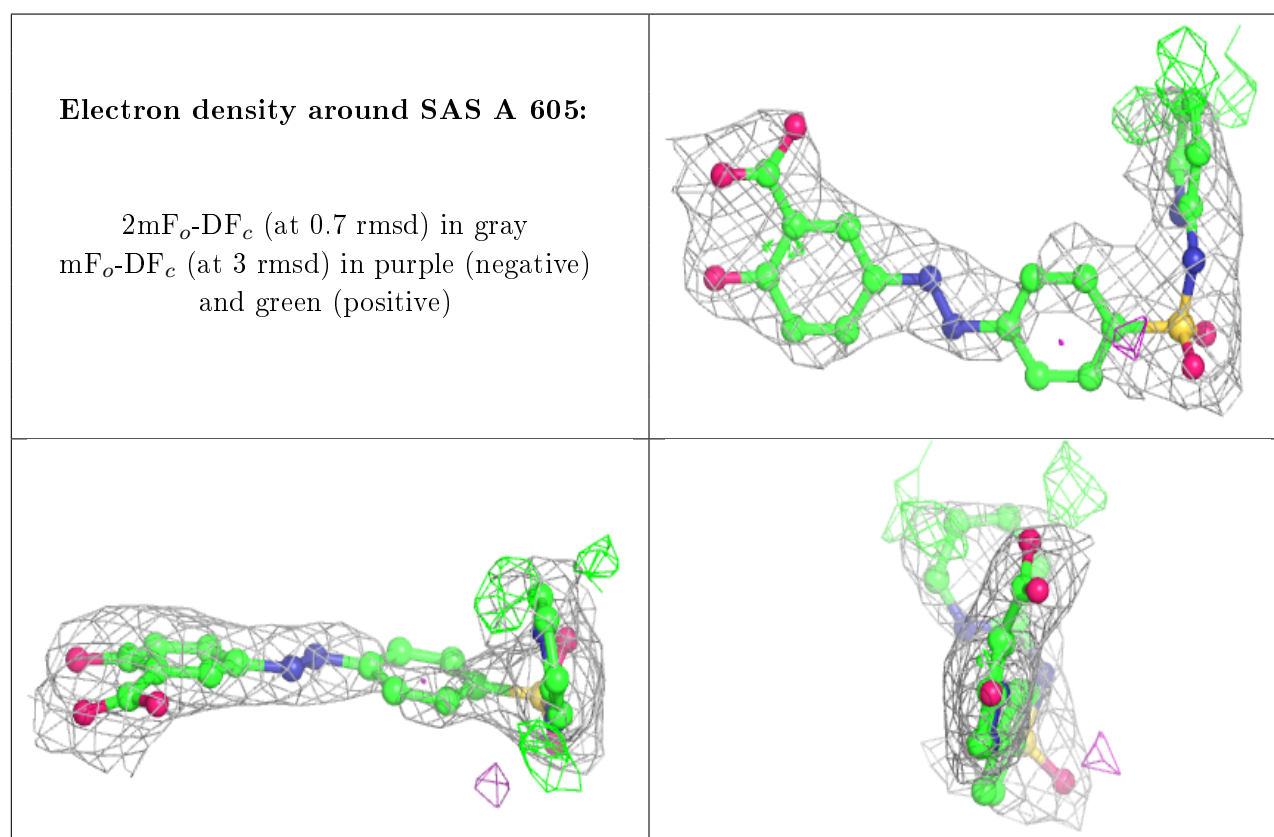 Electron density around SAS A 605:
2mFo-DFc (at 0.7 rmsd) in gray
mFo-DFc (at 3 rmsd) in purple (negative)
and green (positive)